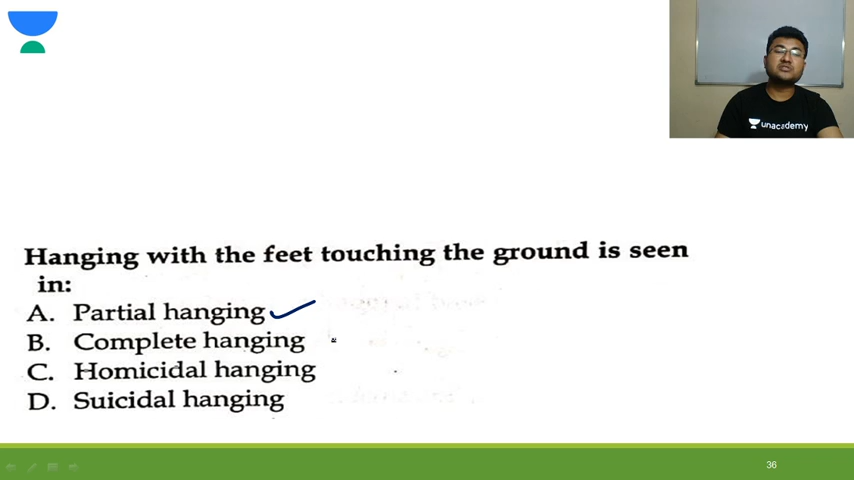 unacademy
Hanging with the feet touching the ground is seen
in:
A. Partial hanging
B. Complete hanging
C. Homicidal hanging
D. Suicidal hanging
36